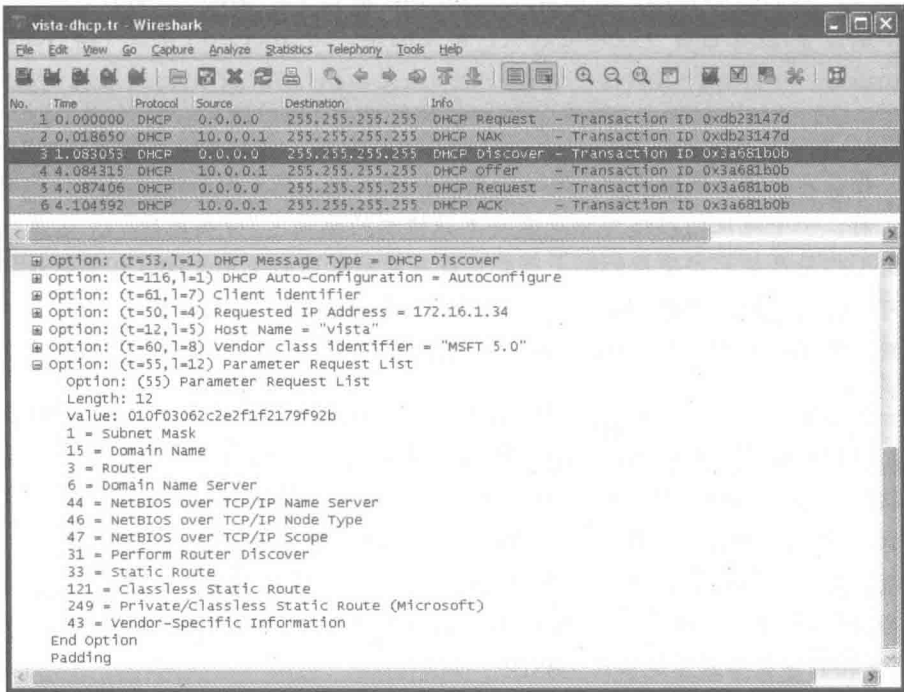 vista-dhcp.tr - Wireshark
File Edit View Go Capture Analyze Statistics Telephony Tools Help
No. Time Protocol Source Destination Info
1 0.000000 DHCP 0.0.0.0 255.255.255.255 DHCP Request - Transaction ID 0xdb23147d
2 0.018650 DHCP 10.0.0.1 255.255.255.255 DHCP NAK - Transaction ID 0xdb23147d
3 1.083053 DHCP 0.0.0.0 255.255.255.255 DHCP Discover - Transaction ID 0x3a681b0b
4 4.084315 DHCP 10.0.0.1 255.255.255.255 DHCP Offer - Transaction ID 0x3a681b0b
5 4.087406 DHCP 0.0.0.0 255.255.255.255 DHCP Request - Transaction ID 0x3a681b0b
6 4.104592 DHCP 10.0.0.1 255.255.255.255 DHCP ACK - Transaction ID 0x3a681b0b
Option: (t=53,l=1) DHCP Message Type = DHCP Discover
Option: (t=116,l=1) DHCP Auto-Configuration = AutoConfigure
Option: (t=61,l=7) Client identifier
Option: (t=50,l=4) Requested IP Address = 172.16.1.34
Option: (t=12,l=5) Host Name = "vista"
Option: (t=60,l=8) Vendor class identifier = "MSFT 5.0"
Option: (t=55,l=12) Parameter Request List
Option: (55) Parameter Request List
Length: 12
Value: 010f03062c2e2f1f2179f92b
1 = Subnet Mask
15 = Domain Name
3 = Router
6 = Domain Name Server
44 = NetBIOS over TCP/IP Name Server
46 = NetBIOS over TCP/IP Node Type
47 = NetBIOS over TCP/IP Scope
31 = Perform Router Discover
33 = Static Route
121 = Classless Static Route
249 = Private/Classless Static Route (Microsoft)
43 = Vendor-Specific Information
End Option
Padding